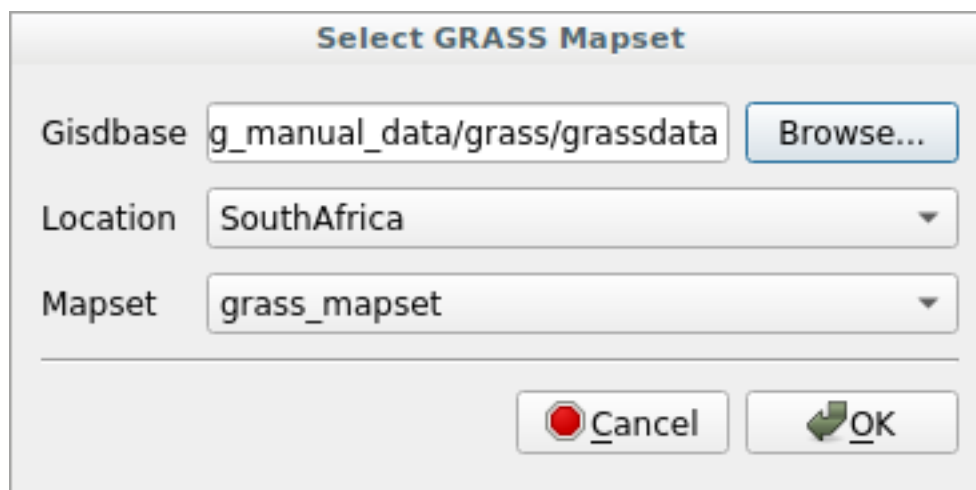 Select GRASS Mapset
Gisdbase g_manual_data/grass/grassdata Browse...
Location SouthAfrica
Mapset grass_mapset
Cancel OK